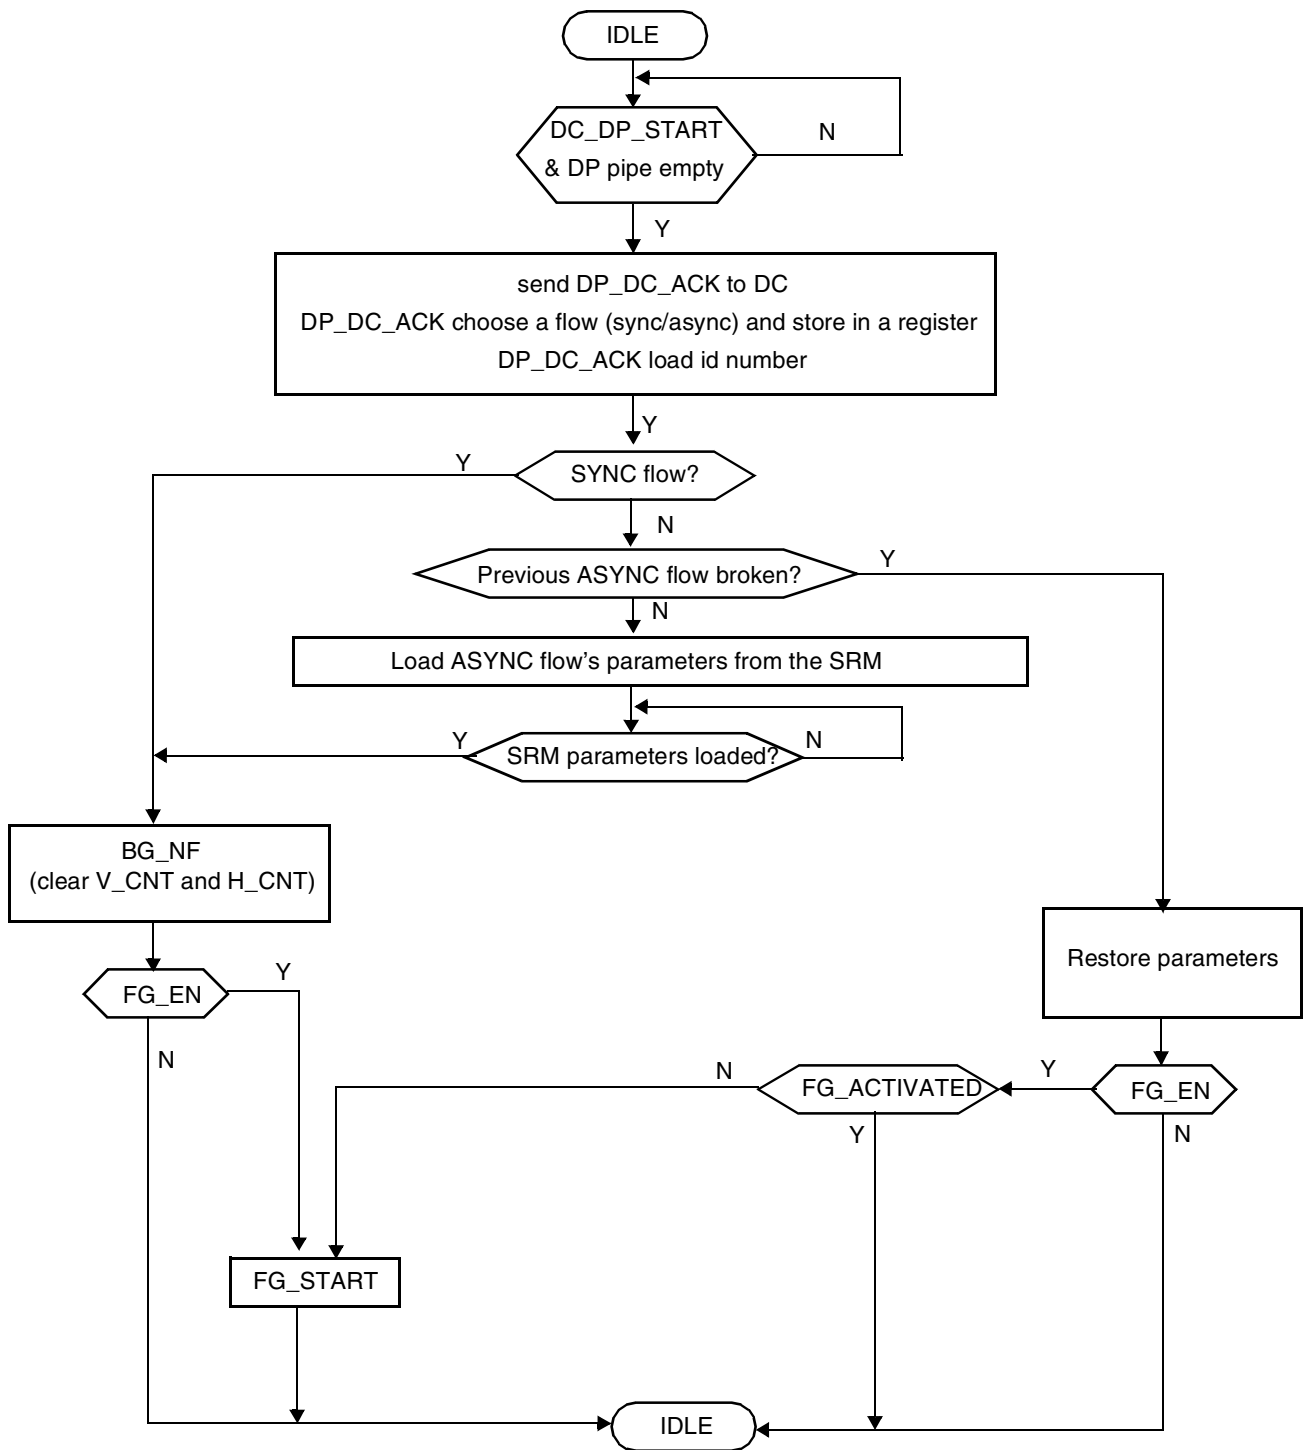 IDLE
DC_DP_START
& DP pipe empty
N
Y
send DP_DC_ACK to DC
DP_DC_ACK choose a flow (sync/async) and store in a register
DP_DC_ACK load id number
Y
Y
SYNC flow?
N
Previous ASYNC flow broken?
Y
N
Load ASYNC flow's parameters from the SRM
Y
SRM parameters loaded?
N
BG_NF
(clear V_CNT and H_CNT)
Restore parameters
FG_EN
Y
N
N
FG_ACTIVATED
Y
FG_EN
Y
N
FG_START
IDLE